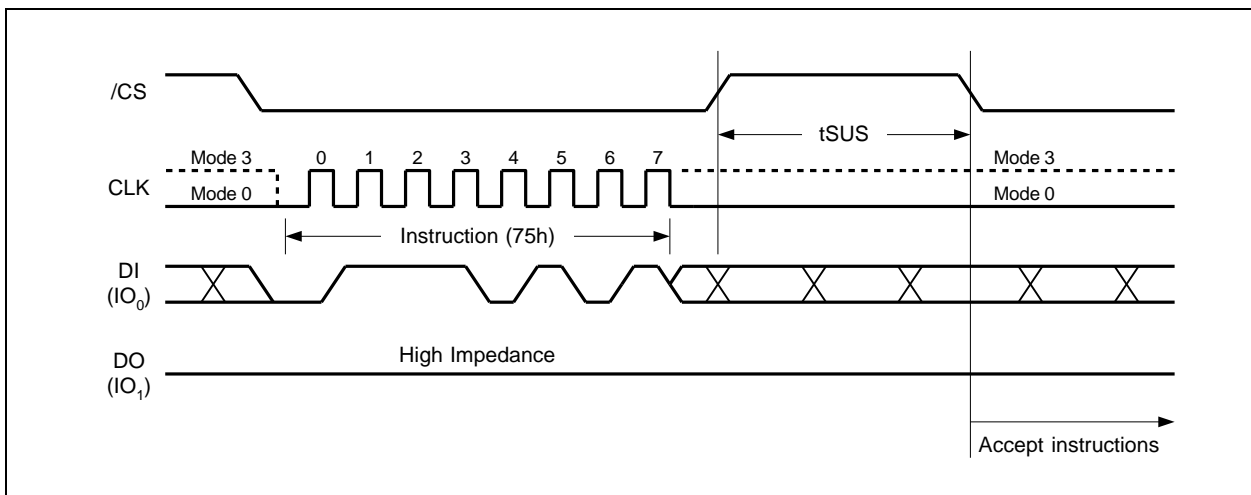 /CS
tSUS
Mode 3
0 1 2 3 4 5 6 7
Mode 3
CLK
Mode 0
Mode 0
Instruction (75h)
DI
(IO₀)
High Impedance
DO
(IO₁)
Accept instructions